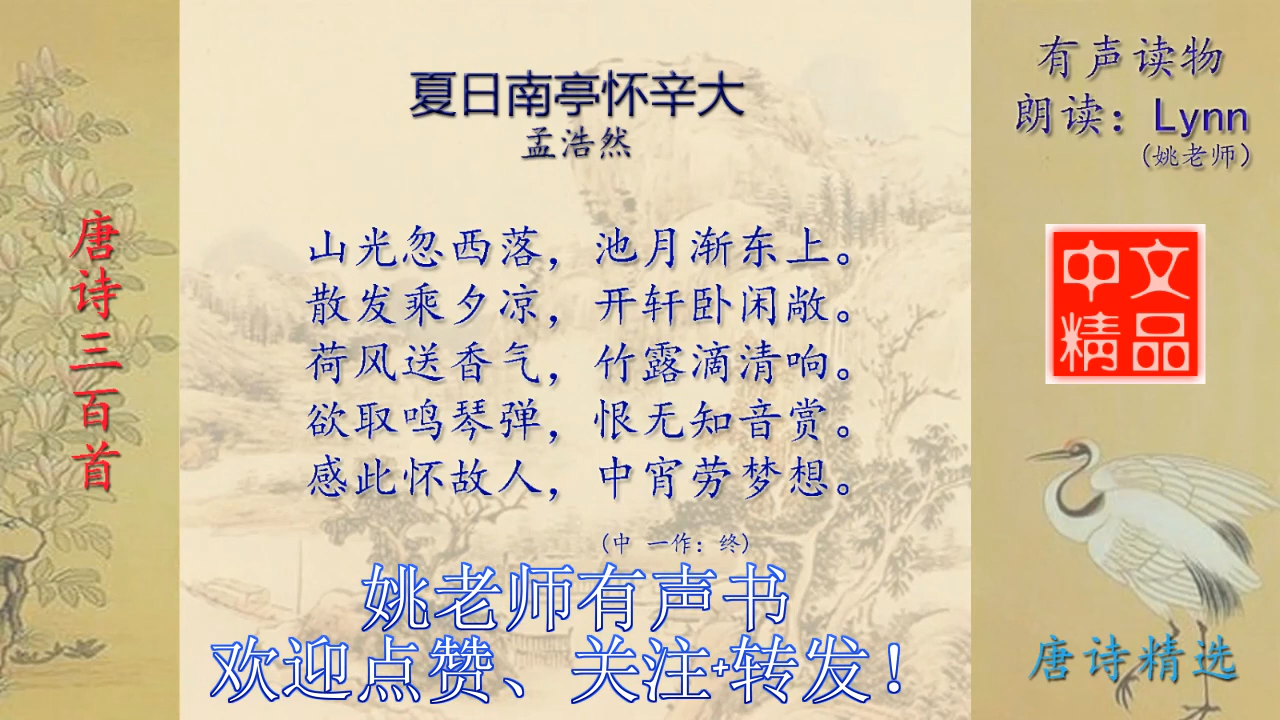 唐诗三百首
夏日南亭怀辛大
孟浩然
山光忽西落，池月渐东上。
散发乘夕凉，开轩卧闲敞。
荷风送香气，竹露滴清响。
欲取鸣琴弹，恨无知音赏。
感此怀故人，中宵劳梦想。
（中 一作：终）
姚老师有声书
欢迎点赞、关注+转发！
有声读物
朗读：Lynn
（姚老师）
中文
精品
唐诗精选